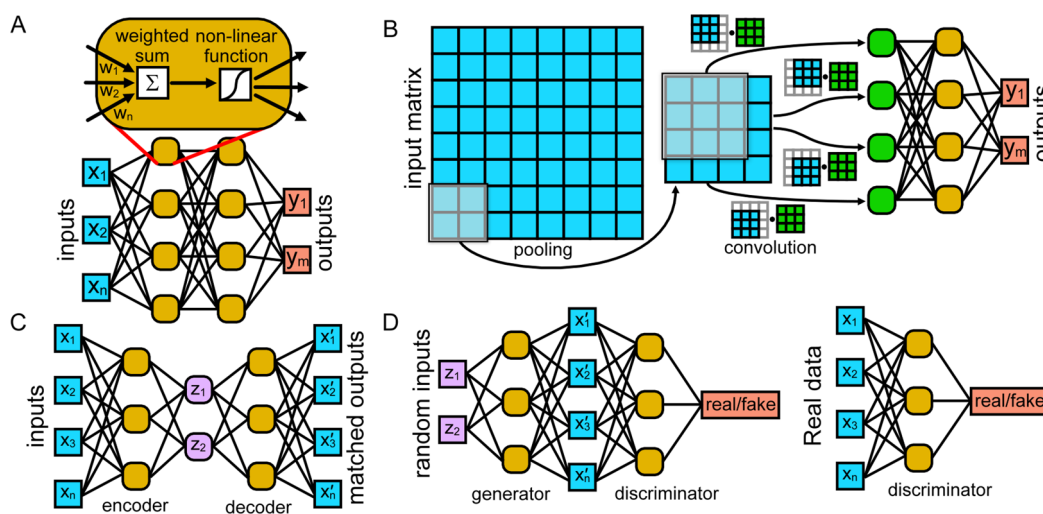 A
weighted sum
non-linear function
w1
w2
wn
Σ
inputs
x1
x2
xn
y1
ym
outputs
B
input matrix
pooling
convolution
y1
ym
outputs
C
inputs
x1
x2
x3
xn
encoder
z1
z2
decoder
x′1
x′2
x′3
x′n
matched outputs
D
random inputs
z1
z2
generator
x′1
x′2
x′3
x′n
discriminator
real/fake
Real data
x1
x2
x3
xn
discriminator
real/fake